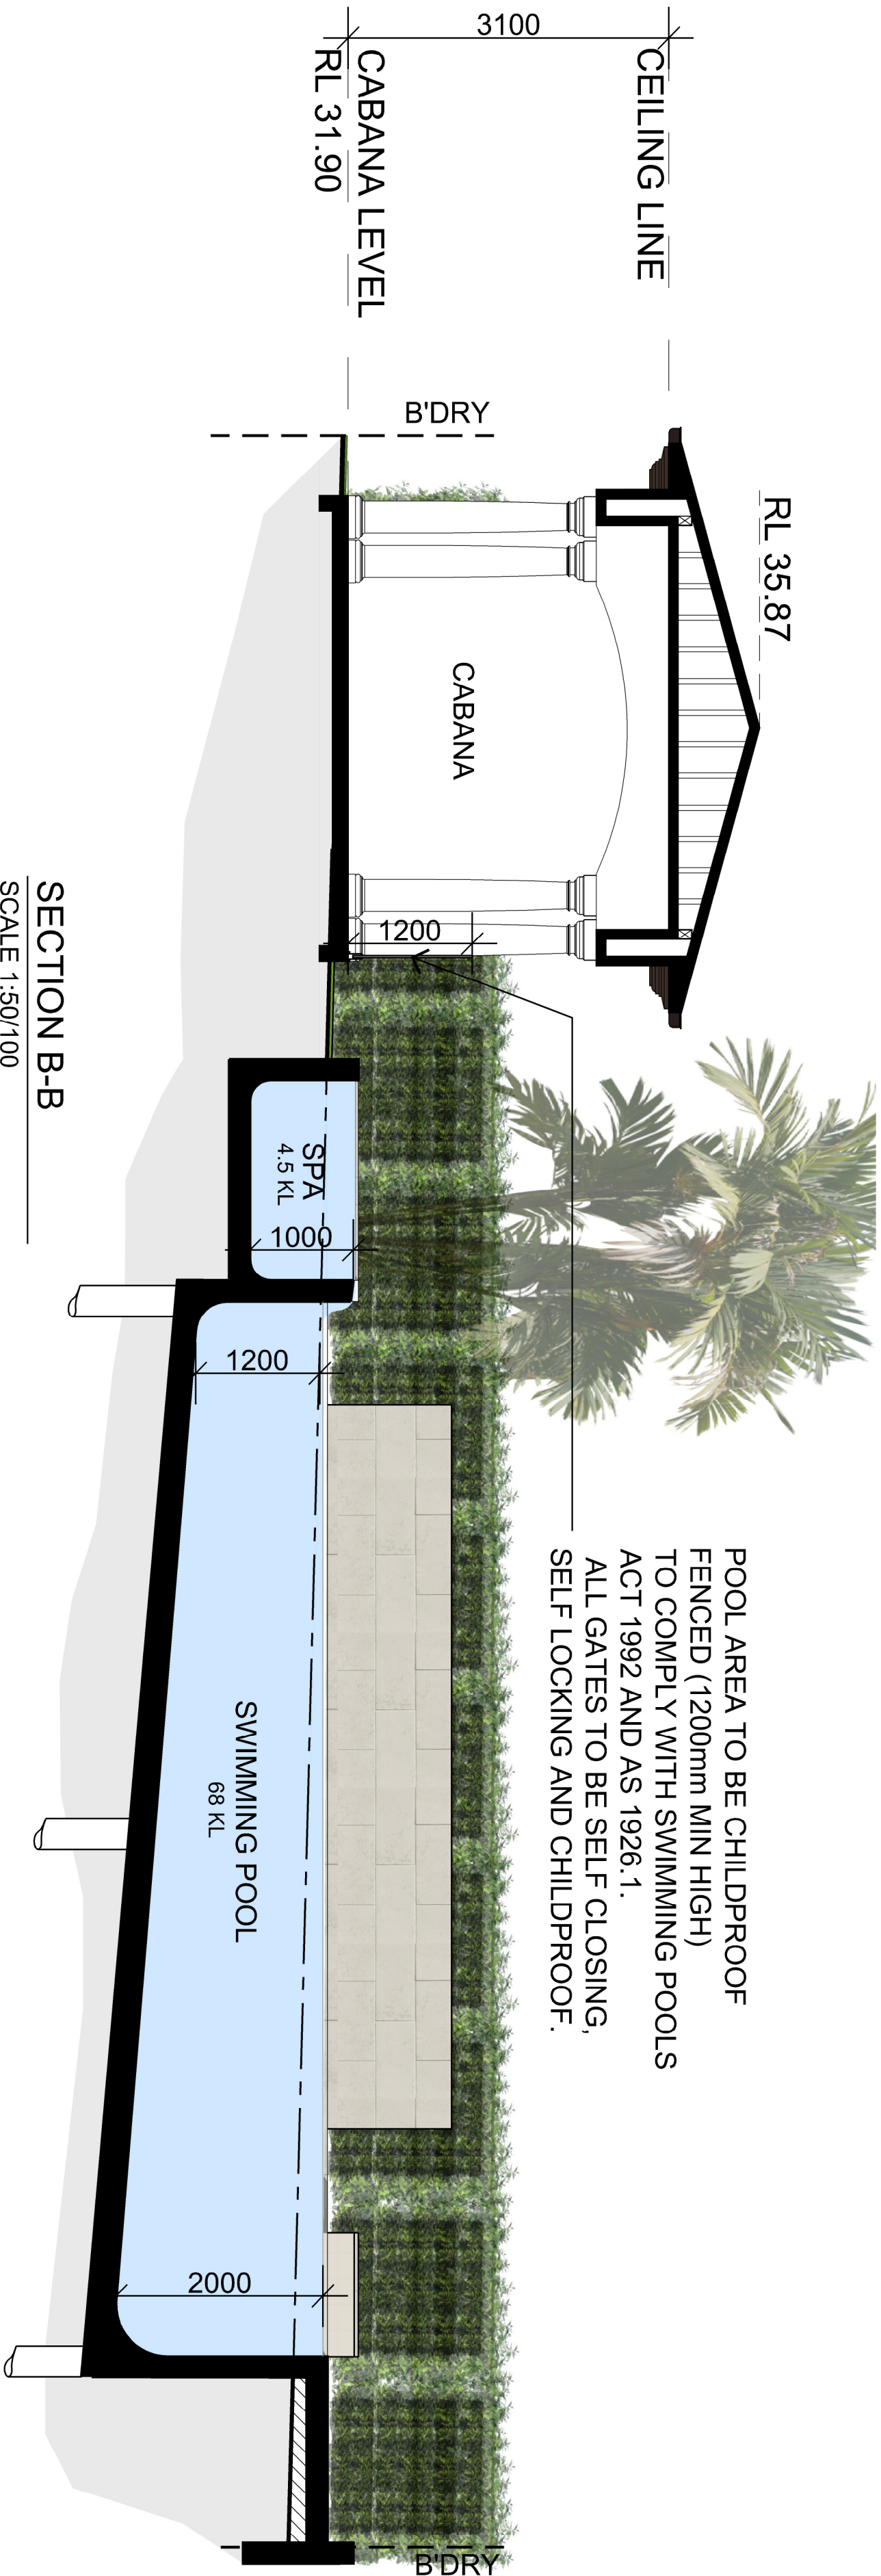 RL 35.87
CEILING LINE
3100
CABANA LEVEL
RL 31.90
B'DRY
CABANA
1200
POOL AREA TO BE CHILDPROOF
FENCED (1200mm MIN HIGH)
TO COMPLY WITH SWIMMING POOLS
ACT 1992 AND AS 1926.1.
ALL GATES TO BE SELF CLOSING,
SELF LOCKING AND CHILDPROOF.
SPA
4.5 KL
1000
1200
SWIMMING POOL
68 KL
2000
B'DRY
SECTION B-B
SCALE 1:50/100